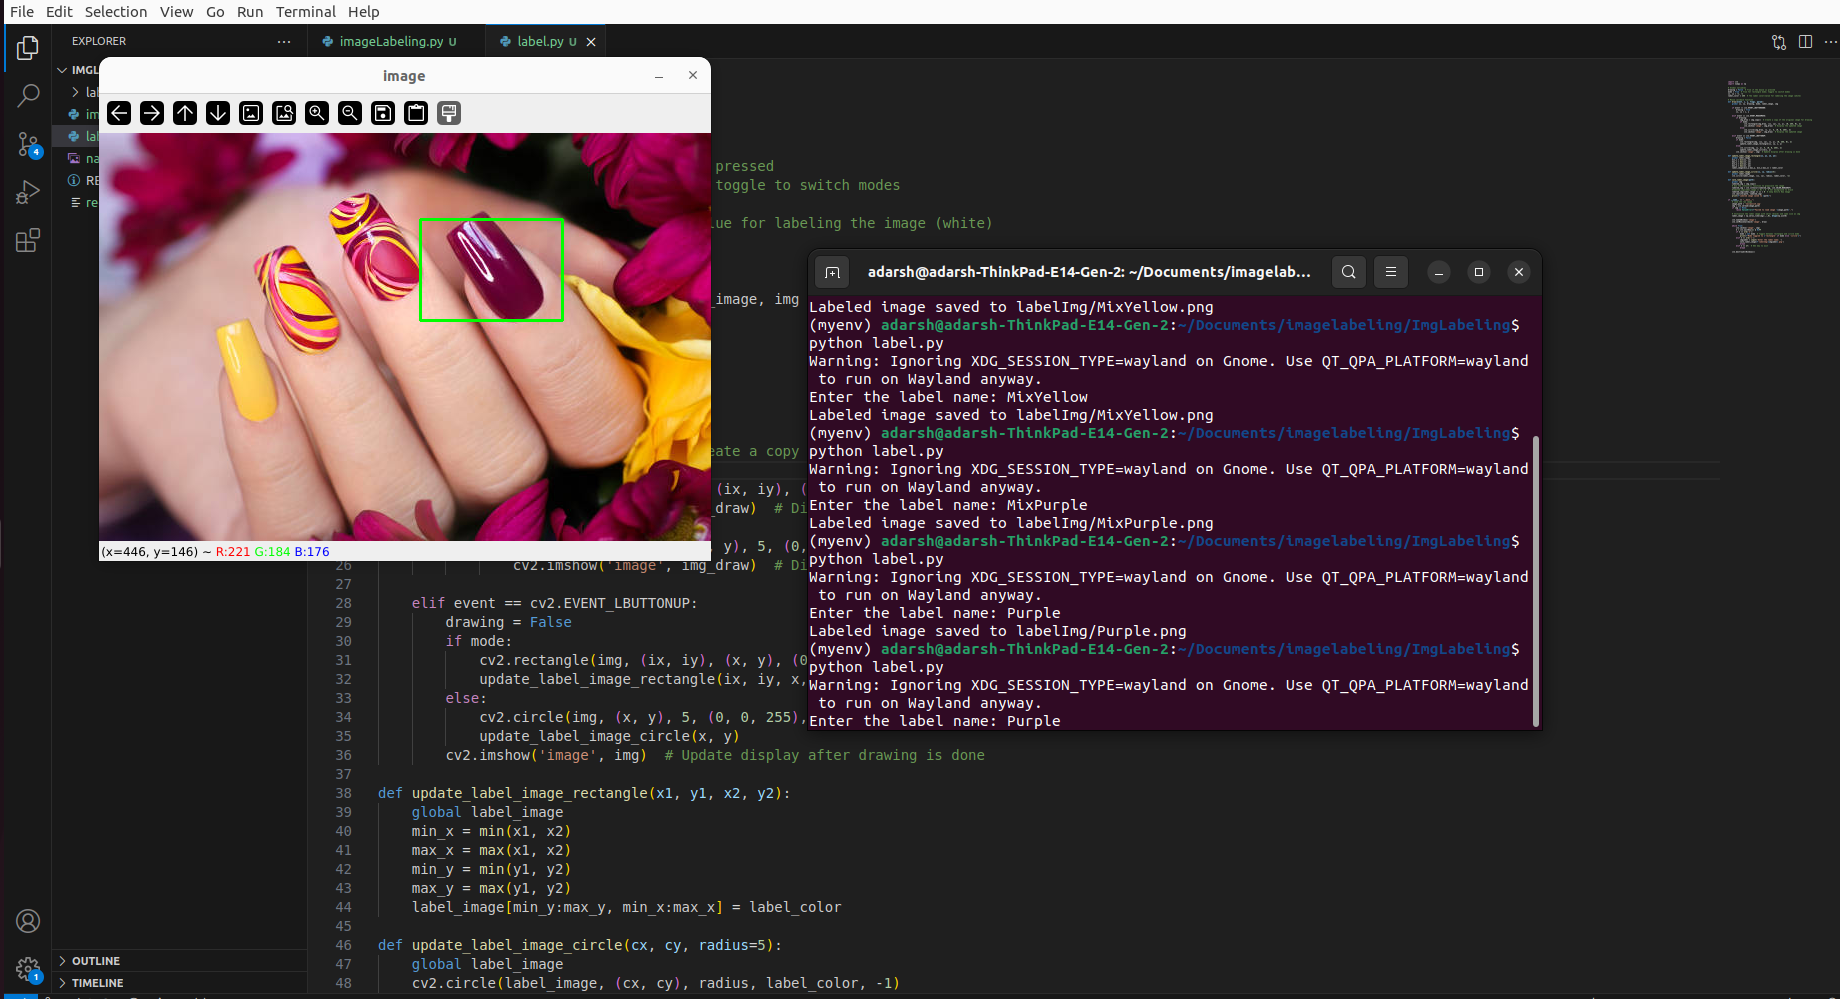 File Edit Selection View Go Run Terminal Help
EXPLORER
imageLabeling.py U
label.py U
IMGL
la
im
lal
na
RE
re
4
1
OUTLINE
TIMELINE
image
(x=446, y=146) ~ R:221 G:184 B:176
pressed
toggle to switch modes
ue for labeling the image (white)
_image, img
eate a copy
(ix, iy), (
_draw)  # Di
y), 5, (0,
26 cv2.imshow('image', img_draw)  # Di
27
28 elif event == cv2.EVENT_LBUTTONUP:
29 drawing = False
30 if mode:
31 cv2.rectangle(img, (ix, iy), (x, y), (0
32 update_label_image_rectangle(ix, iy, x,
33 else:
34 cv2.circle(img, (x, y), 5, (0, 0, 255),
35 update_label_image_circle(x, y)
36 cv2.imshow('image', img)  # Update display after drawing is done
37
38 def update_label_image_rectangle(x1, y1, x2, y2):
39 global label_image
40 min_x = min(x1, x2)
41 max_x = max(x1, x2)
42 min_y = min(y1, y2)
43 max_y = max(y1, y2)
44 label_image[min_y:max_y, min_x:max_x] = label_color
45
46 def update_label_image_circle(cx, cy, radius=5):
47 global label_image
48 cv2.circle(label_image, (cx, cy), radius, label_color, -1)
adarsh@adarsh-ThinkPad-E14-Gen-2: ~/Documents/imagelab...
Labeled image saved to labelImg/MixYellow.png
(myenv) adarsh@adarsh-ThinkPad-E14-Gen-2:~/Documents/imagelabeling/ImgLabeling$
python label.py
Warning: Ignoring XDG_SESSION_TYPE=wayland on Gnome. Use QT_QPA_PLATFORM=wayland
to run on Wayland anyway.
Enter the label name: MixYellow
Labeled image saved to labelImg/MixYellow.png
(myenv) adarsh@adarsh-ThinkPad-E14-Gen-2:~/Documents/imagelabeling/ImgLabeling$
python label.py
Warning: Ignoring XDG_SESSION_TYPE=wayland on Gnome. Use QT_QPA_PLATFORM=wayland
to run on Wayland anyway.
Enter the label name: MixPurple
Labeled image saved to labelImg/MixPurple.png
(myenv) adarsh@adarsh-ThinkPad-E14-Gen-2:~/Documents/imagelabeling/ImgLabeling$
python label.py
Warning: Ignoring XDG_SESSION_TYPE=wayland on Gnome. Use QT_QPA_PLATFORM=wayland
to run on Wayland anyway.
Enter the label name: Purple
Labeled image saved to labelImg/Purple.png
(myenv) adarsh@adarsh-ThinkPad-E14-Gen-2:~/Documents/imagelabeling/ImgLabeling$
python label.py
Warning: Ignoring XDG_SESSION_TYPE=wayland on Gnome. Use QT_QPA_PLATFORM=wayland
to run on Wayland anyway.
Enter the label name: Purple